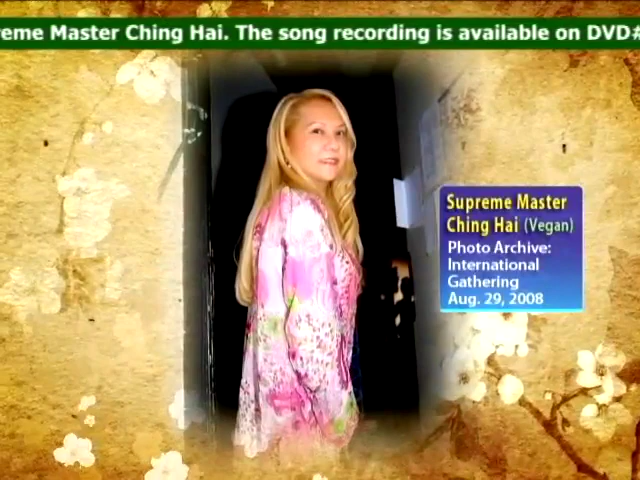 reme Master Ching Hai. The song recording is available on DVD#
Supreme Master
Ching Hai (Vegan)
Photo Archive:
International
Gathering
Aug. 29, 2008